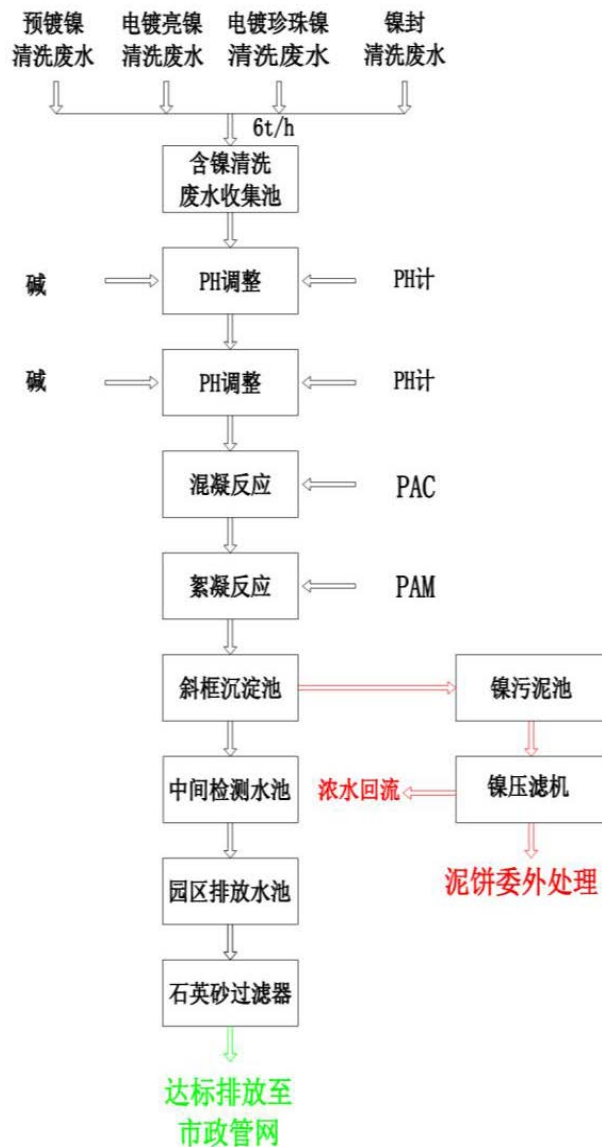 预镀镍
清洗废水
电镀亮镍
清洗废水
电镀珍珠镍
清洗废水
镍封
清洗废水
6t/h
含镍清洗
废水收集池
碱
PH调整
PH计
碱
PH调整
PH计
混凝反应
PAC
絮凝反应
PAM
斜框沉淀池
镍污泥池
中间检测水池
浓水回流
镍压滤机
园区排放水池
泥饼委外处理
石英砂过滤器
达标排放至
市政管网